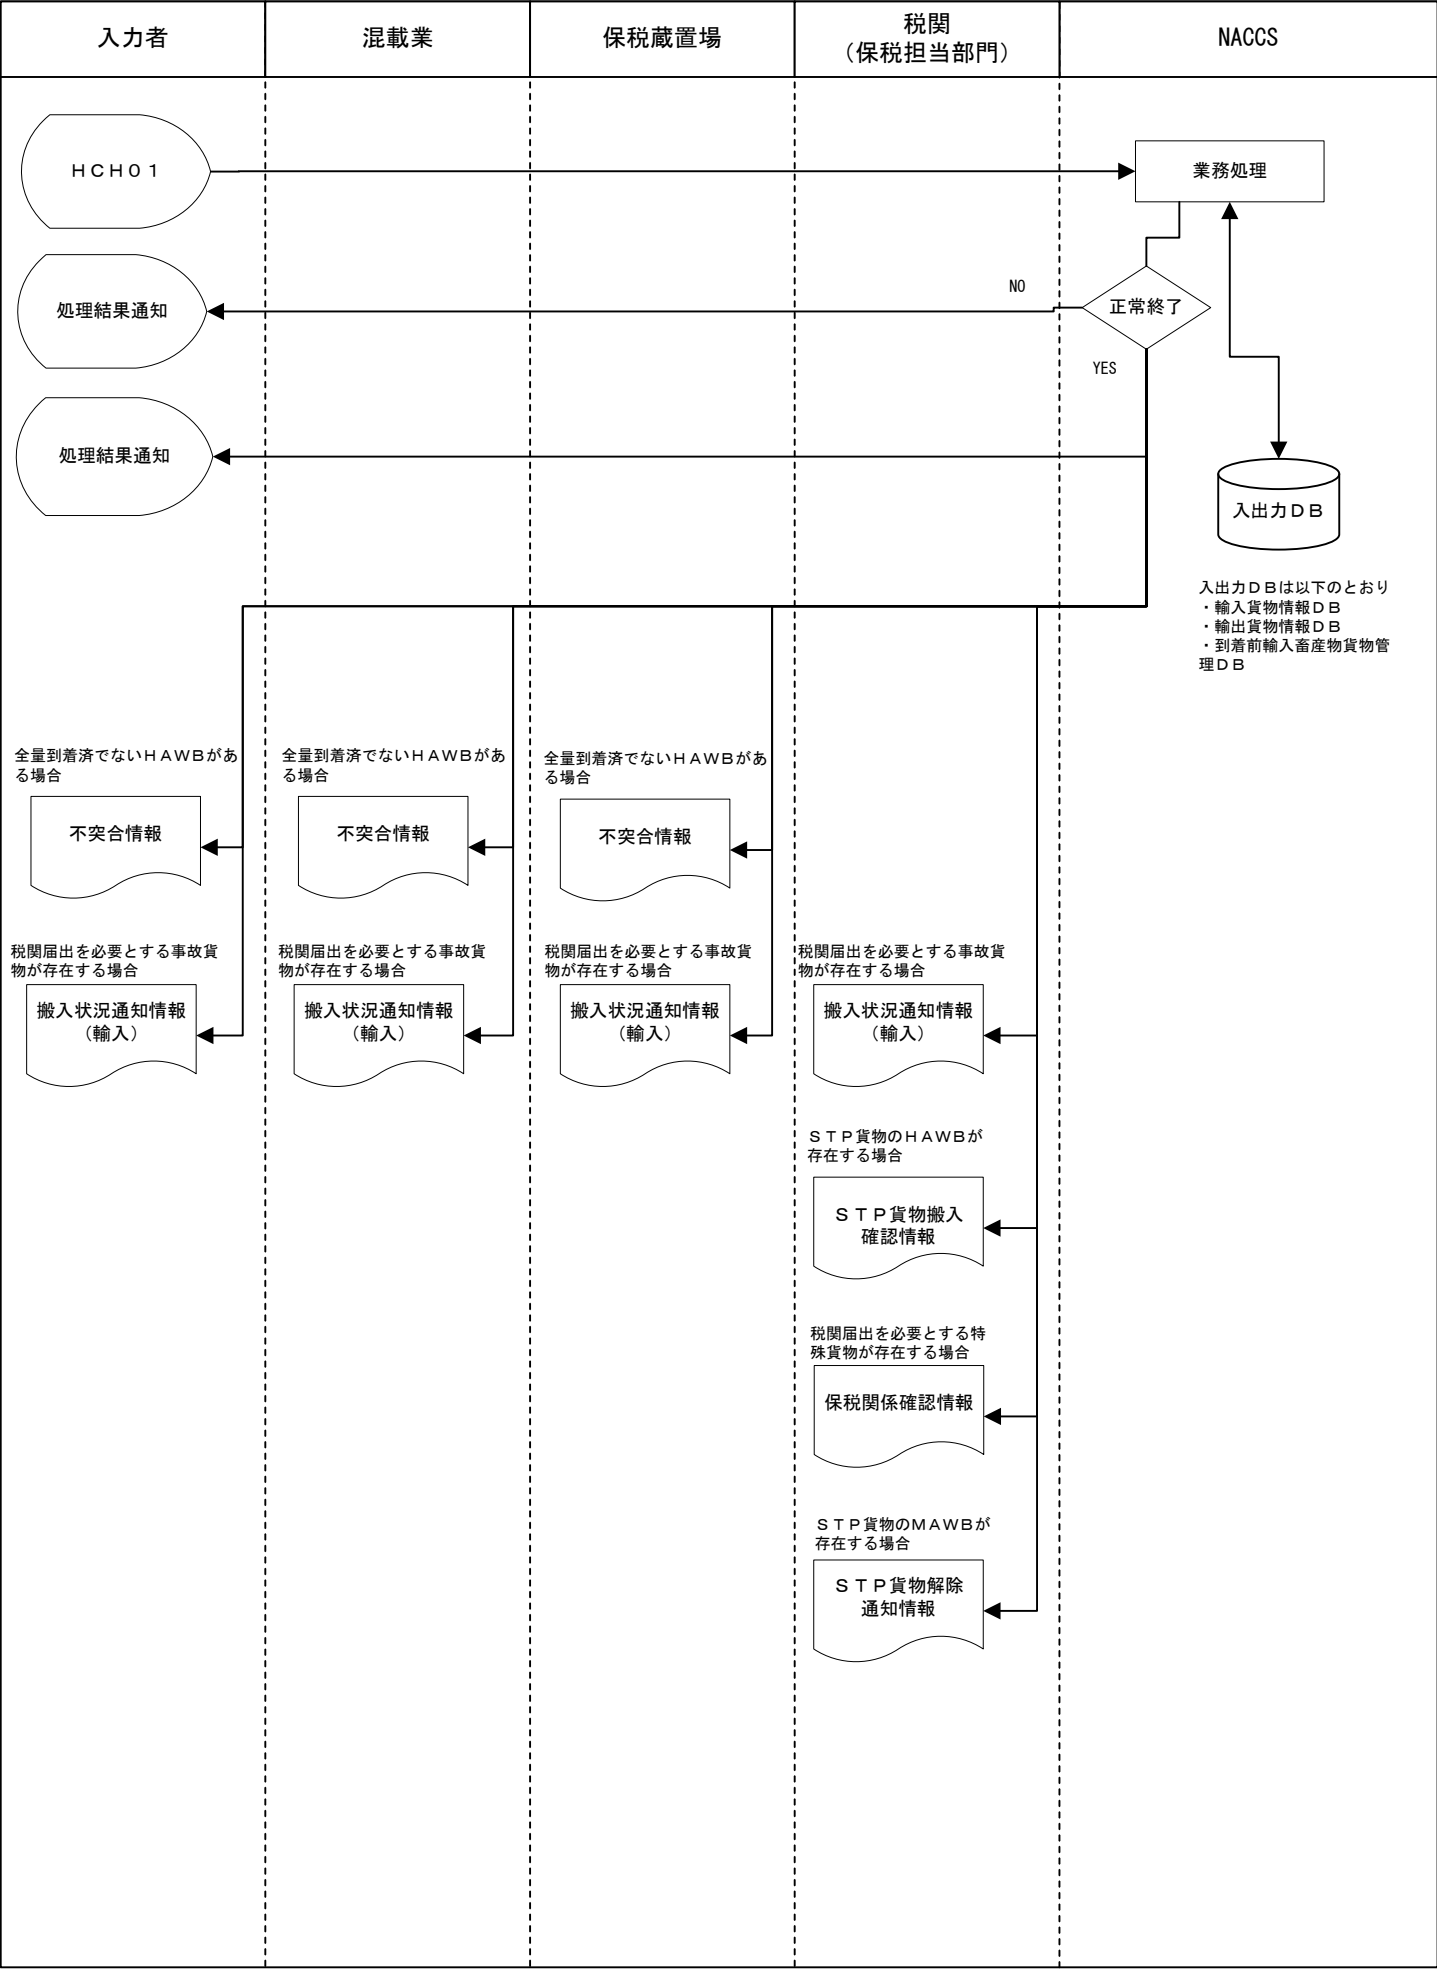 入力者
混載業
保税蔵置場
税関
（保税担当部門）
NACCS
ＨＣＨ０１
業務処理
処理結果通知
NO
正常終了
YES
処理結果通知
入出力ＤＢ
入出力ＤＢは以下のとおり
・輸入貨物情報ＤＢ
・輸出貨物情報ＤＢ
・到着前輸入畜産物貨物管
理ＤＢ
全量到着済でないＨＡＷＢがあ
る場合
不突合情報
全量到着済でないＨＡＷＢがあ
る場合
不突合情報
全量到着済でないＨＡＷＢがあ
る場合
不突合情報
税関届出を必要とする事故貨
物が存在する場合
搬入状況通知情報
（輸入）
税関届出を必要とする事故貨
物が存在する場合
搬入状況通知情報
（輸入）
税関届出を必要とする事故貨
物が存在する場合
搬入状況通知情報
（輸入）
税関届出を必要とする事故貨
物が存在する場合
搬入状況通知情報
（輸入）
ＳＴＰ貨物のＨＡＷＢが
存在する場合
ＳＴＰ貨物搬入
確認情報
税関届出を必要とする特
殊貨物が存在する場合
保税関係確認情報
ＳＴＰ貨物のＭＡＷＢが
存在する場合
ＳＴＰ貨物解除
通知情報